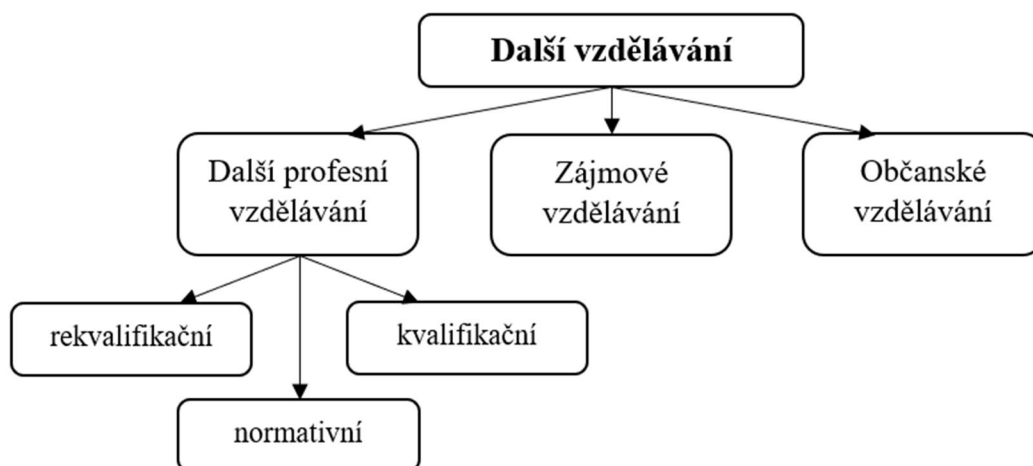 Další vzdělávání
Další profesní
vzdělávání
Zájmové
vzdělávání
Občanské
vzdělávání
rekvalifikační
kvalifikační
normativní